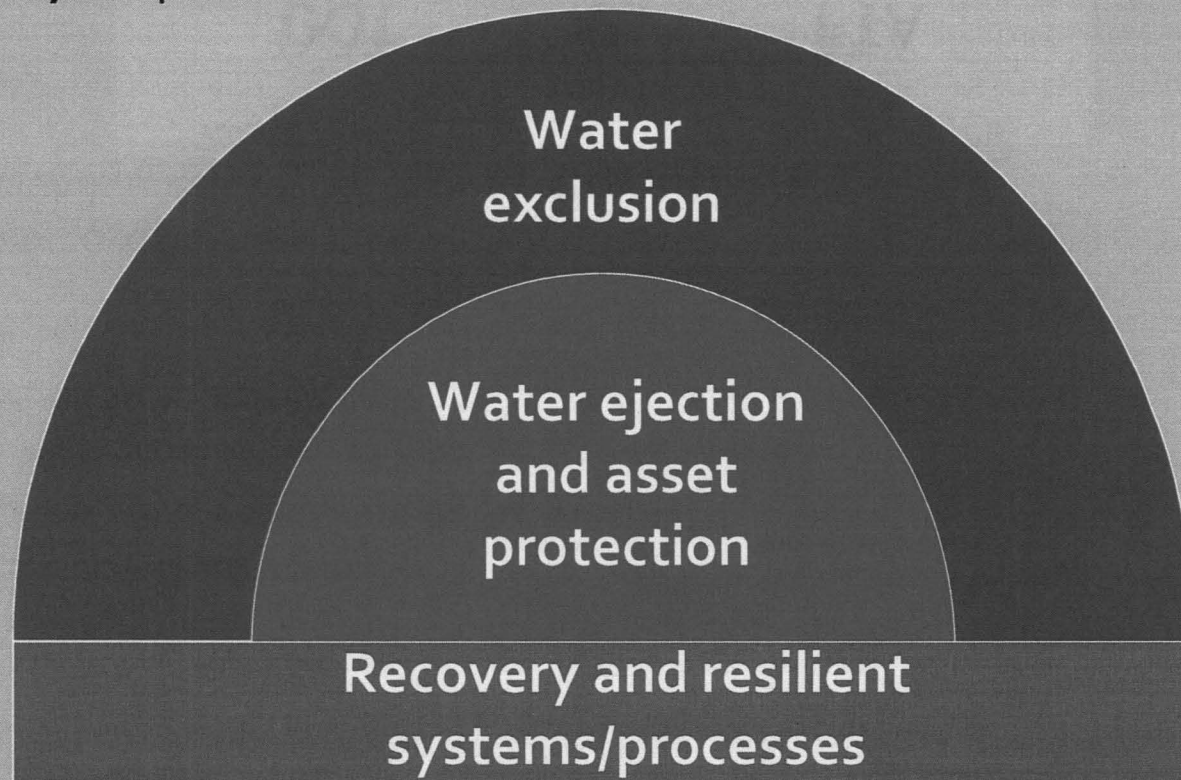 Water
exclusion
Water ejection
and asset
protection
Recovery and resilient
systems/processes